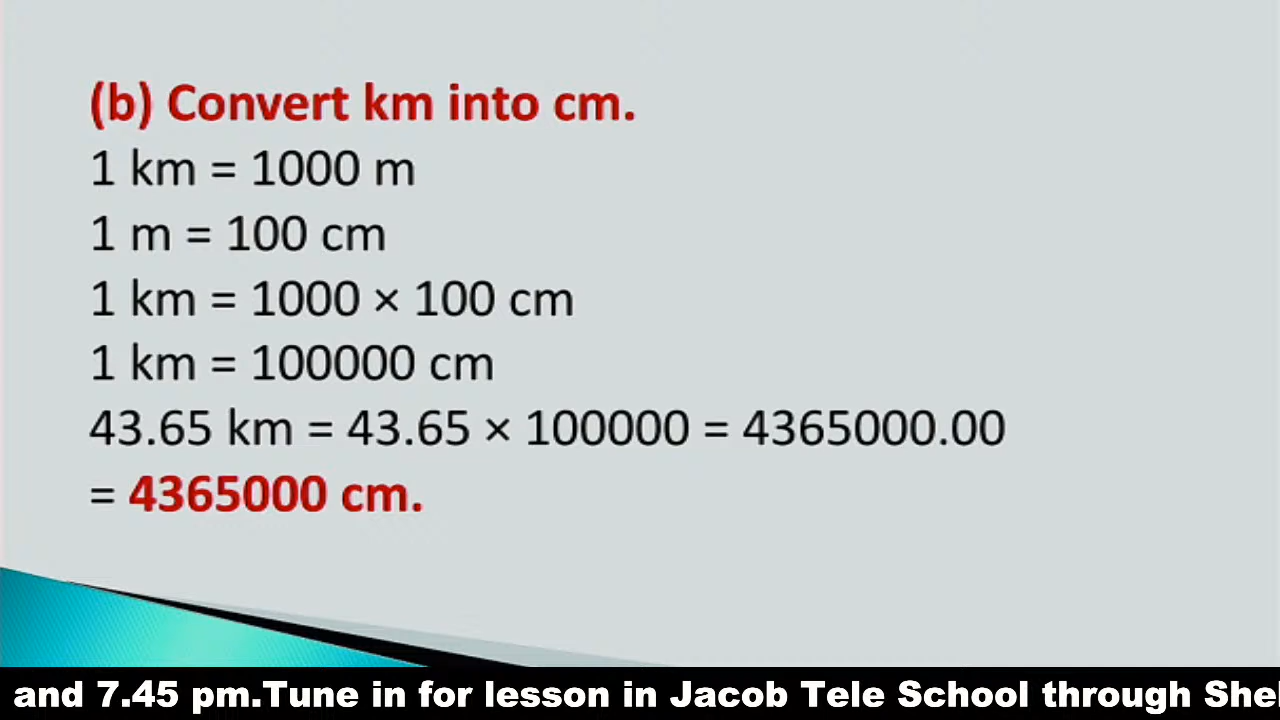 (b) Convert km into cm.
1 km = 1000 m
1 m = 100 cm
1 km = 1000 × 100 cm
1 km = 100000 cm
43.65 km = 43.65 × 100000 = 4365000.00
= 4365000 cm.
and 7.45 pm.Tune in for lesson in Jacob Tele School through